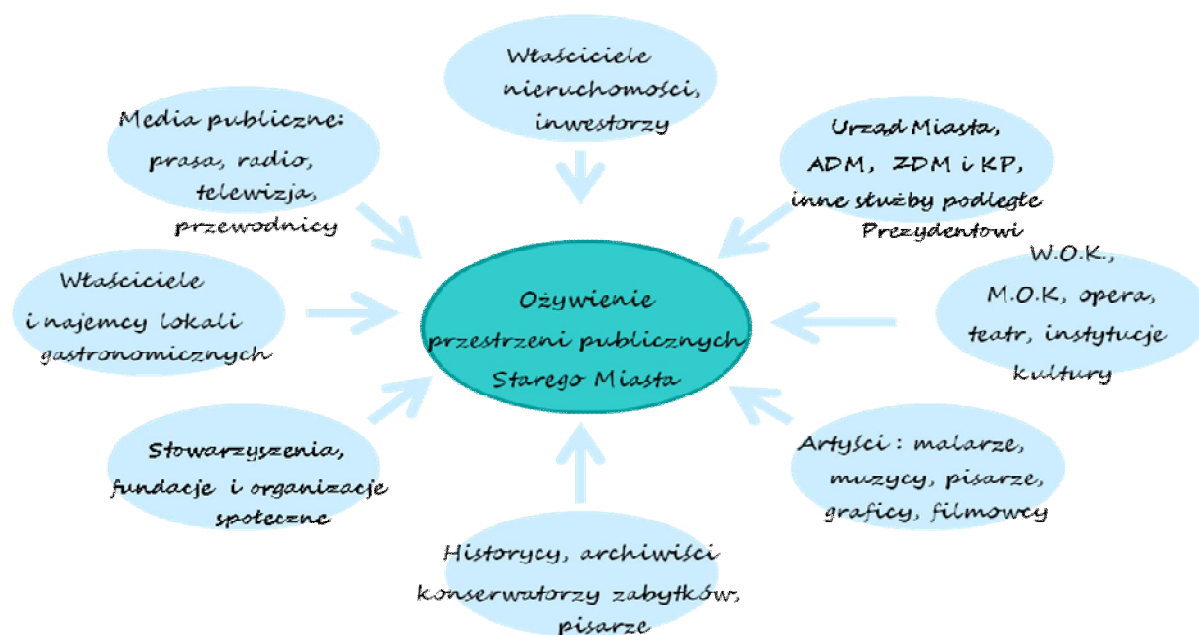 Właściciele
nieruchomości,
inwestorzy
Media publiczne:
prasa, radio,
telewizja,
przewodnicy
Urząd Miasta,
ADM, ZDM i KP,
inne służby podległe
Prezydentowi
Właściciele
i najemcy lokali
gastronomicznych
Ożywienie
przestrzeni publicznych
Starego Miasta
W.O.K.,
M.O.K, opera,
teatr, instytucje
kultury
Stowarzyszenia,
fundacje i organizacje
społeczne
Artyści : malarze,
muzycy, pisarze,
graficy, filmowcy
Historycy, archiwiści
konserwatorzy zabytków,
pisarze